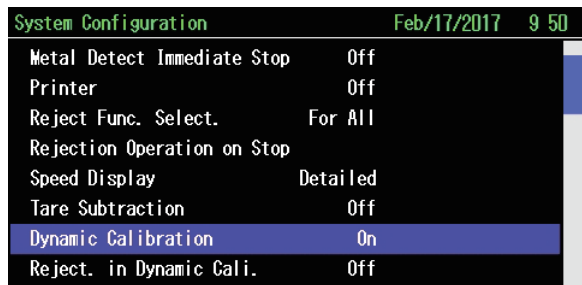 System Configuration Feb/17/2017 9 50
Metal Detect Immediate Stop Off
Printer Off
Reject Func. Select. For All
Rejection Operation on Stop
Speed Display Detailed
Tare Subtraction Off
Dynamic Calibration On
Reject. in Dynamic Cali. Off